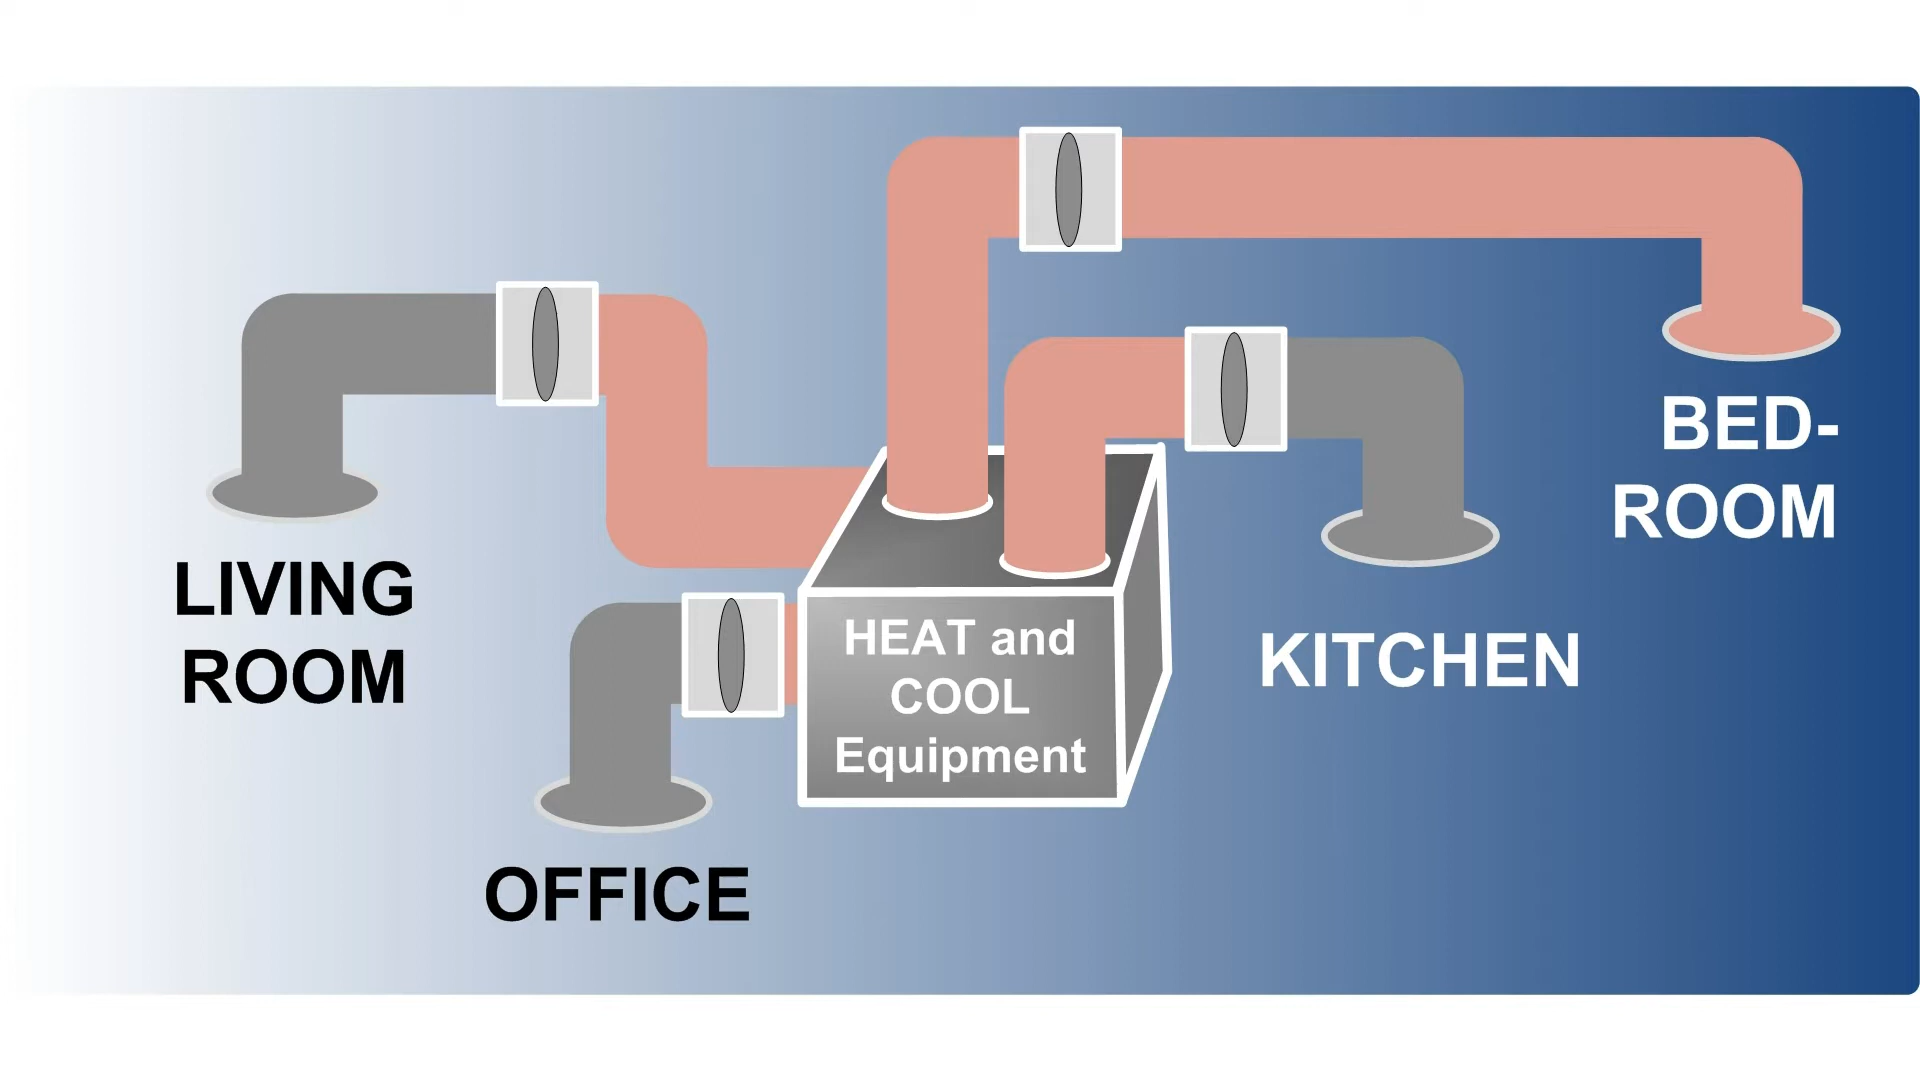 BED-
ROOM
LIVING
ROOM
HEAT and
COOL
Equipment
KITCHEN
OFFICE